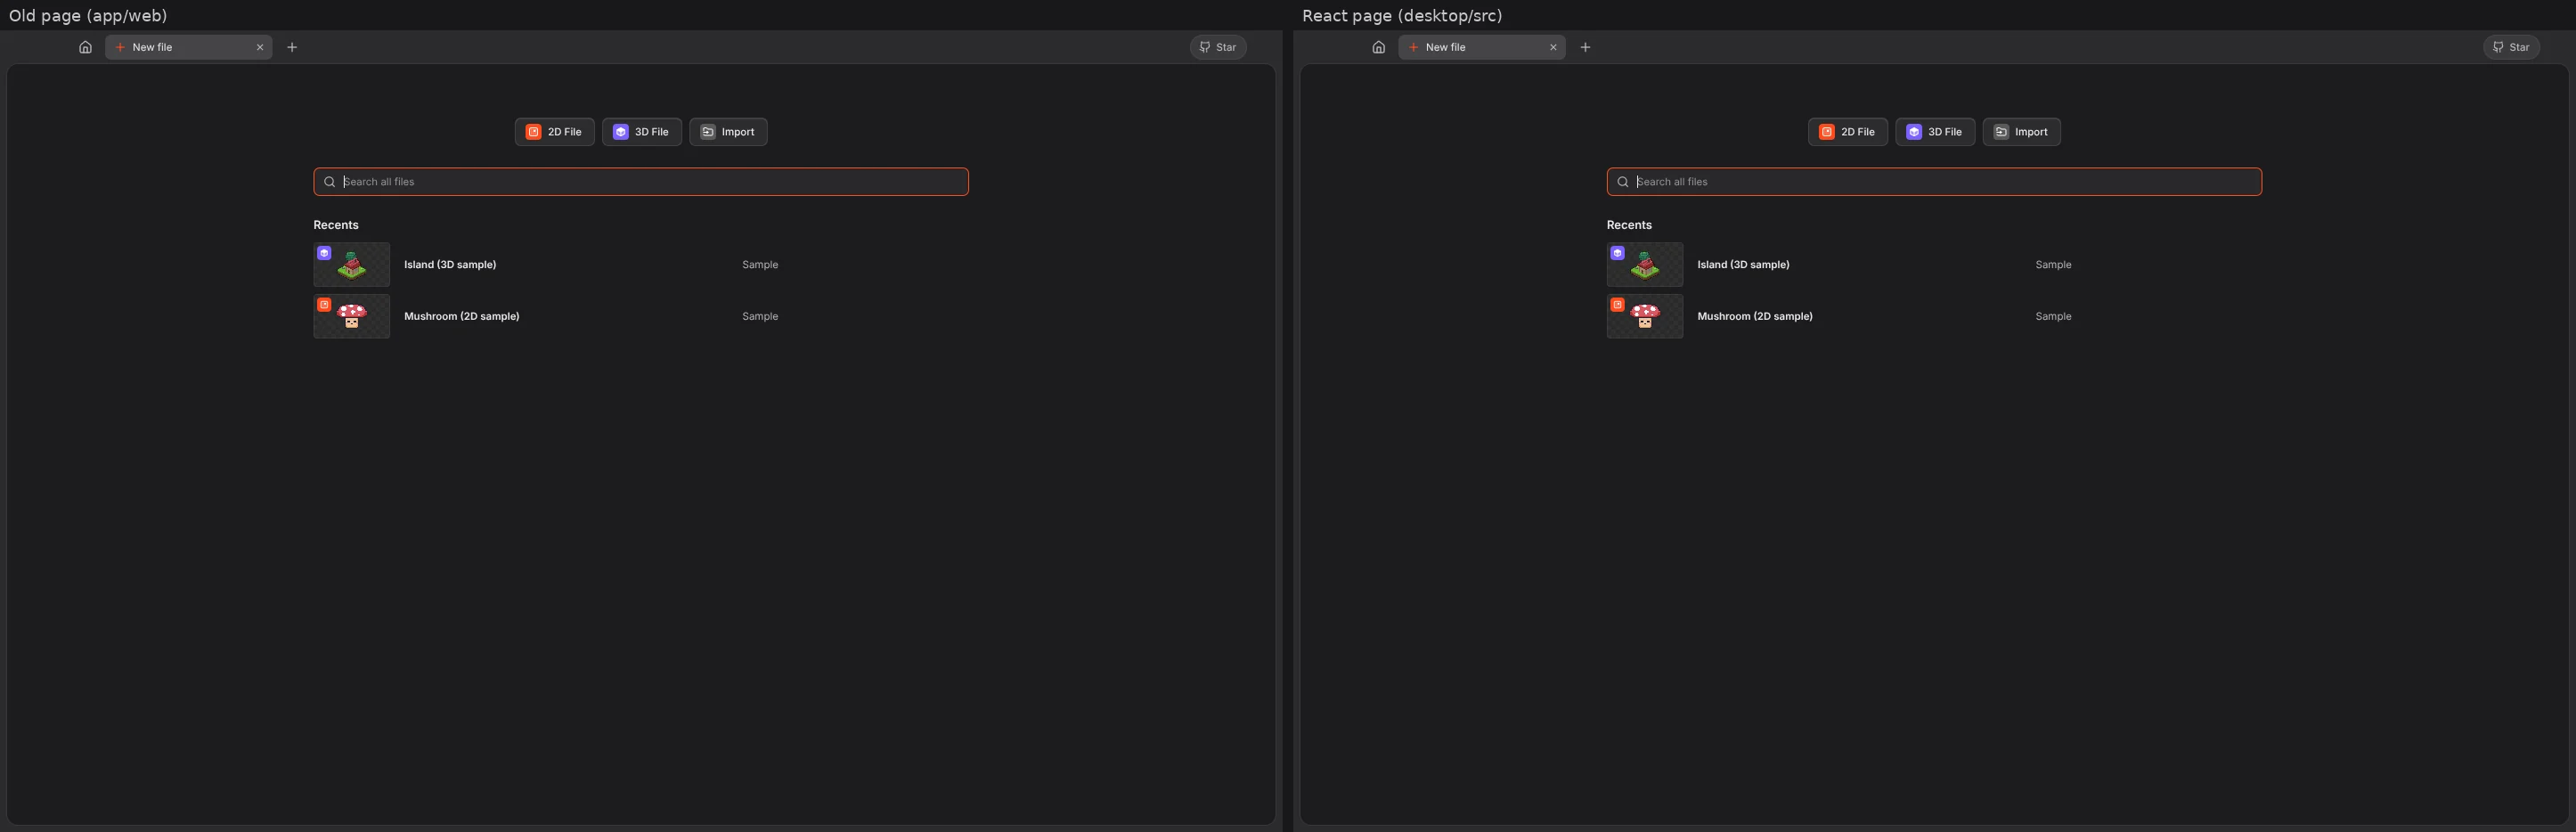 Old page (app/web)
New file
Star
2D File
3D File
Import
Search all files
Recents
Island (3D sample)
Sample
Mushroom (2D sample)
Sample
React page (desktop/src)
New file
Star
2D File
3D File
Import
Search all files
Recents
Island (3D sample)
Sample
Mushroom (2D sample)
Sample